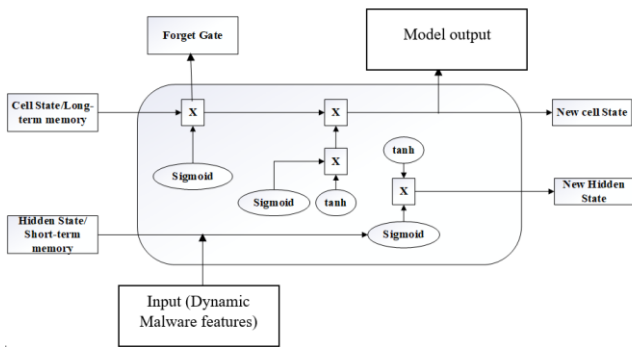 Forget Gate
Model output
Cell State/Long-
term memory
X
X
New cell State
tanh
X
Sigmoid
Sigmoid
tanh
X
New Hidden
State
Hidden State/
Short-term
memory
Sigmoid
Input (Dynamic
Malware features)